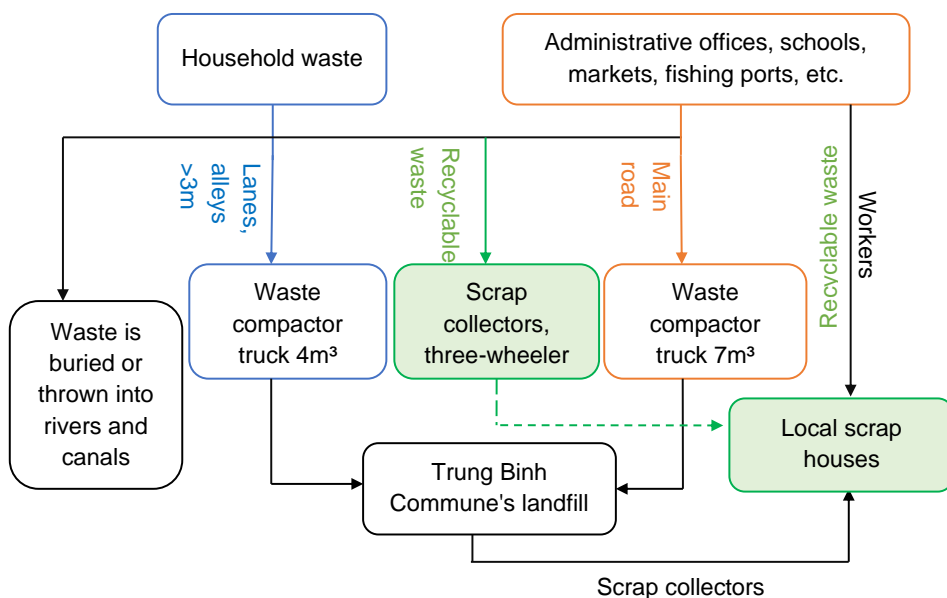 Household waste
Administrative offices, schools,
markets, fishing ports, etc.
Lanes,
alleys
>3m
Recyclable
waste
Main
road
Recyclable waste
Workers
Waste is
buried or
thrown into
rivers and
canals
Waste
compactor
truck 4m³
Scrap
collectors,
three-wheeler
Waste
compactor
truck 7m³
Local scrap
houses
Trung Binh
Commune's landfill
Scrap collectors